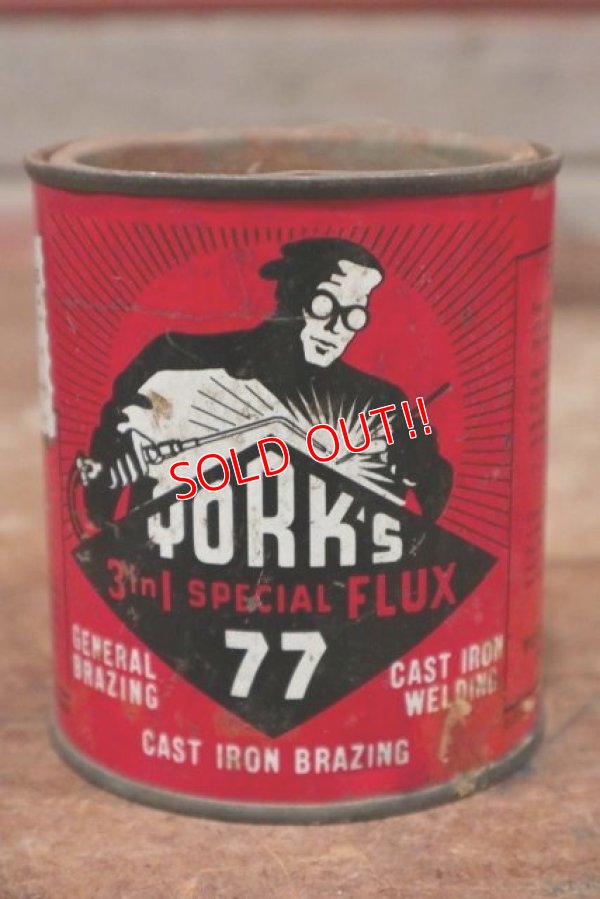 SOLD OUT!!
YORK'S
3 in 1 SPECIAL FLUX
77
GENERAL
BRAZING
CAST IRON
WELDING
CAST IRON BRAZING